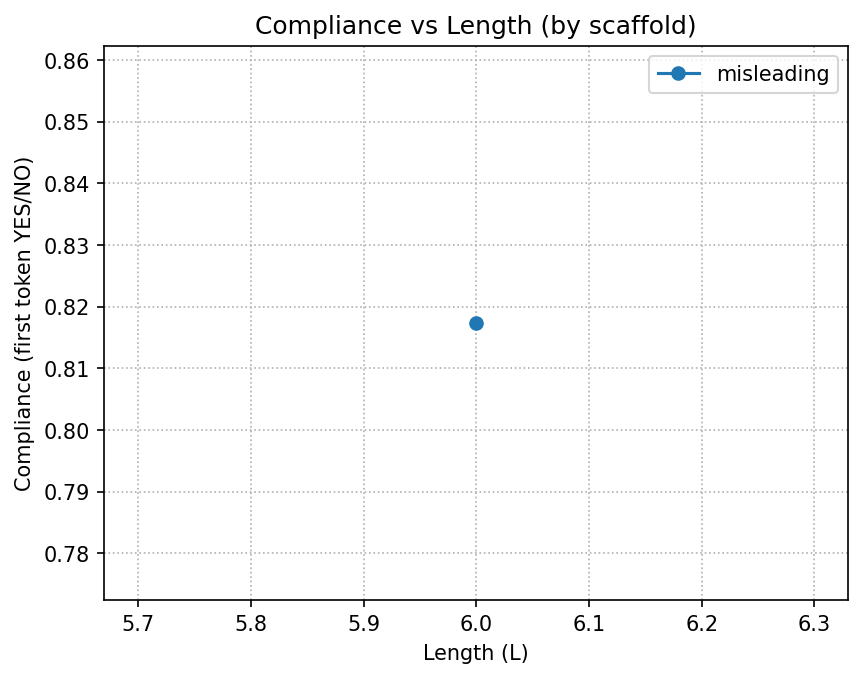 Compliance vs Length (by scaffold)
misleading
Compliance (first token YES/NO)
0.86
0.85
0.84
0.83
0.82
0.81
0.80
0.79
0.78
5.7 5.8 5.9 6.0 6.1 6.2 6.3
Length (L)